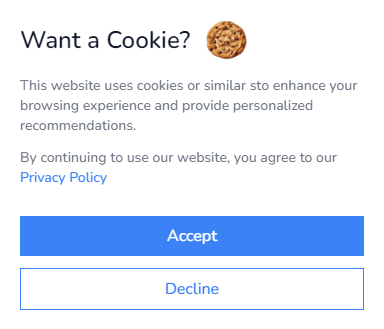 Want a Cookie?
This website uses cookies or similar sto enhance your
browsing experience and provide personalized
recommendations.
By continuing to use our website, you agree to our
Privacy Policy
Accept
Decline